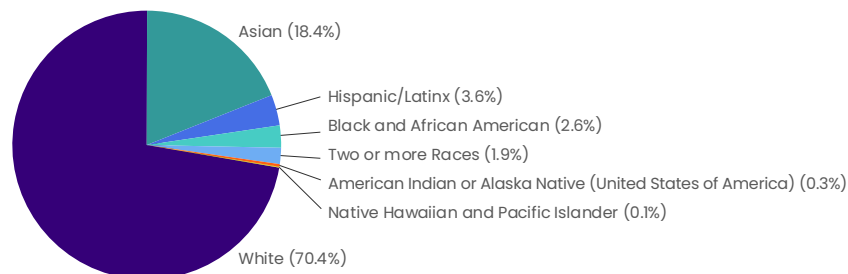 Asian (18.4%)
Hispanic/Latinx (3.6%)
Black and African American (2.6%)
Two or more Races (1.9%)
American Indian or Alaska Native (United States of America) (0.3%)
Native Hawaiian and Pacific Islander (0.1%)
White (70.4%)